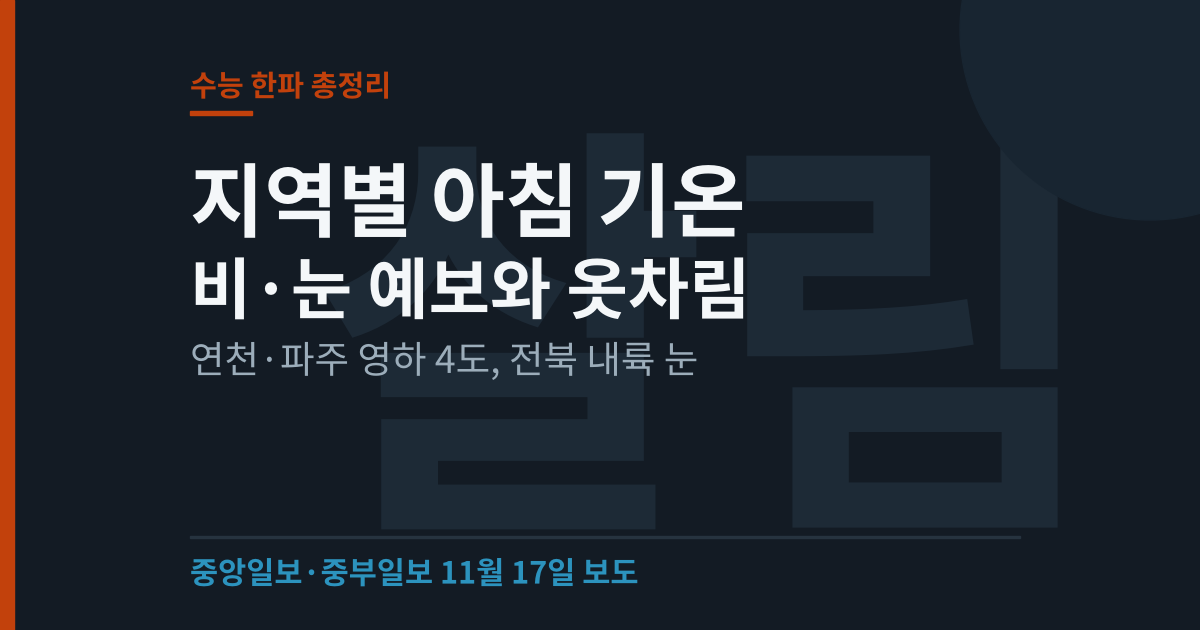 수능 한파 총정리
지역별 아침 기온
비·눈 예보와 옷차림
연천·파주 영하 4도, 전북 내륙 눈
살림
중앙일보·중부일보 11월 17일 보도